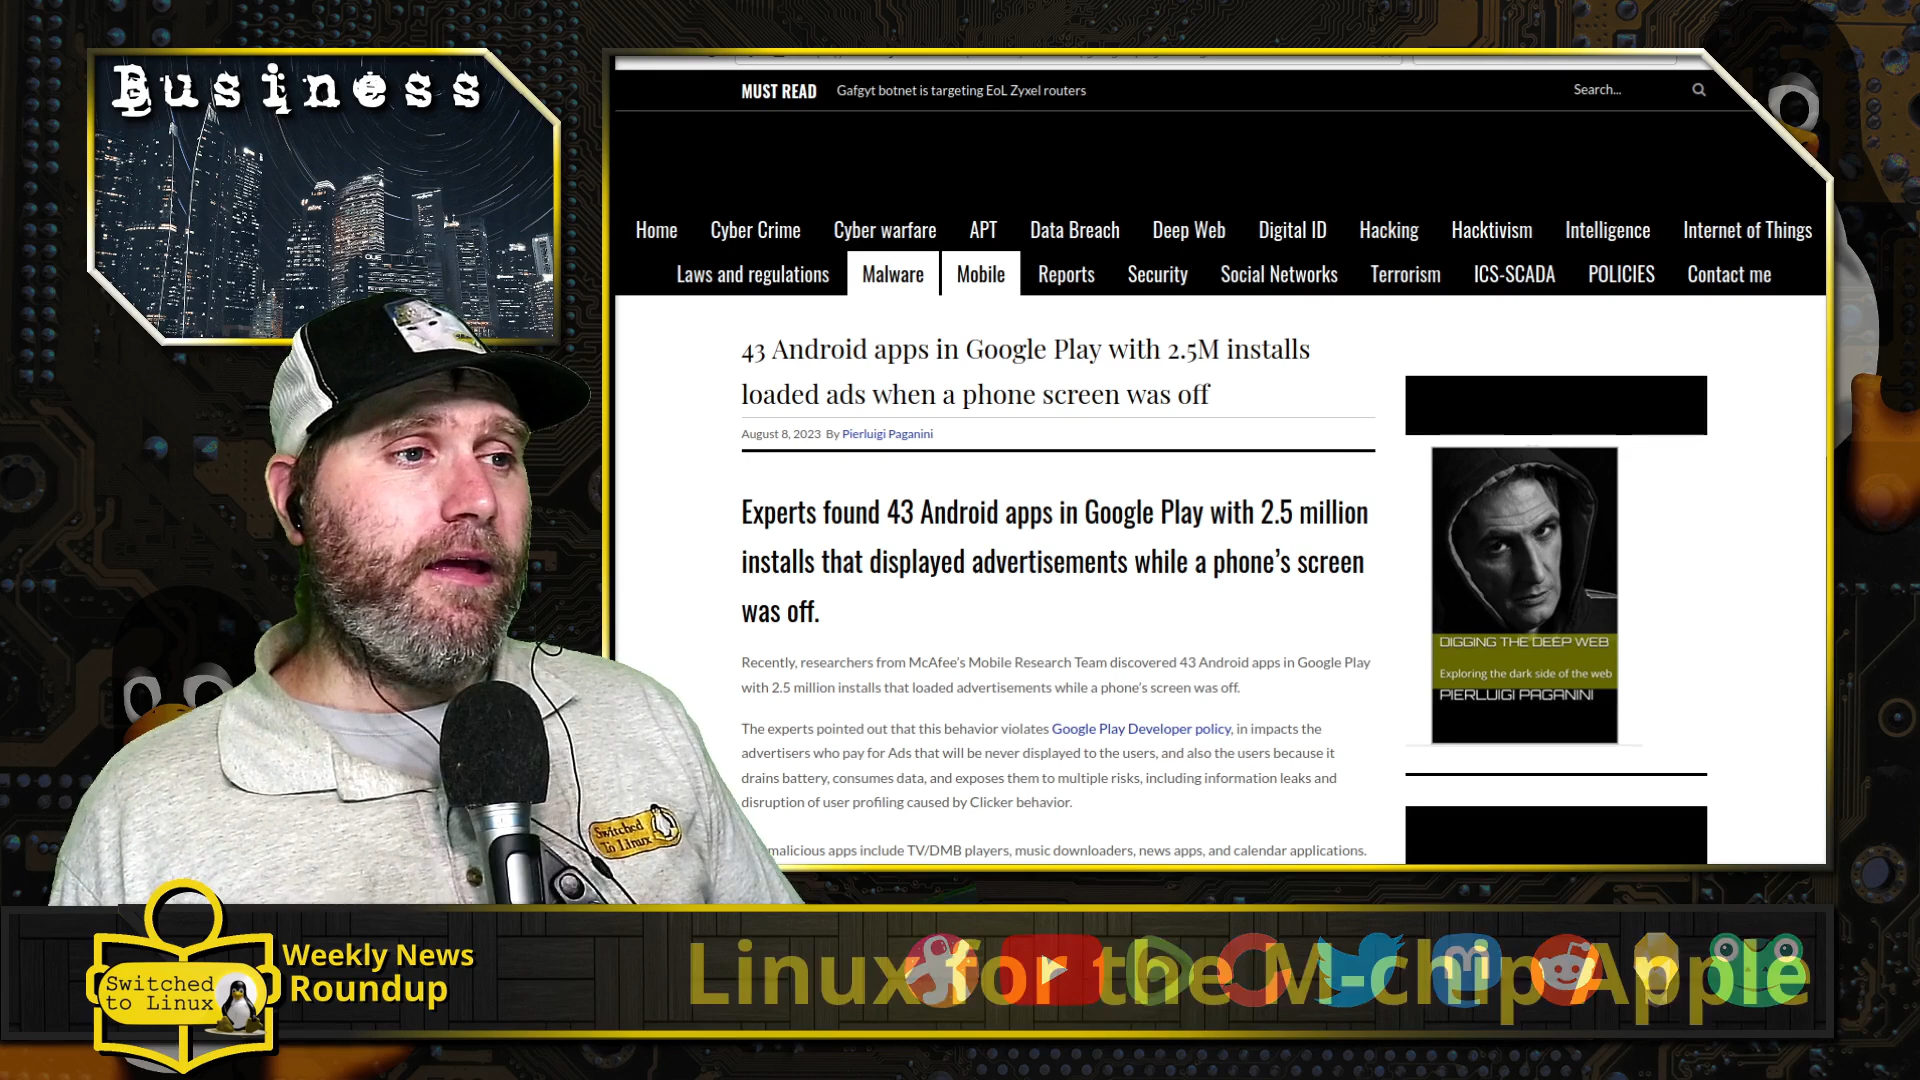 Business
MUST READ Gafgyt botnet is targeting EoL Zyxel routers
Search...
Home Cyber Crime Cyber warfare APT Data Breach Deep Web Digital ID Hacking Hacktivism Intelligence Internet of Things
Laws and regulations Malware Mobile Reports Security Social Networks Terrorism ICS-SCADA POLICIES Contact me
43 Android apps in Google Play with 2.5M installs
loaded ads when a phone screen was off
August 8, 2023 By Pierluigi Paganini
Experts found 43 Android apps in Google Play with 2.5 million
installs that displayed advertisements while a phone's screen
was off.
Recently, researchers from McAfee's Mobile Research Team discovered 43 Android apps in Google Play
with 2.5 million installs that loaded advertisements while a phone's screen was off.
The experts pointed out that this behavior violates Google Play Developer policy, in impacts the
advertisers who pay for Ads that will be never displayed to the users, and also the users because it
drains battery, consumes data, and exposes them to multiple risks, including information leaks and
disruption of user profiling caused by Clicker behavior.
malicious apps include TV/DMB players, music downloaders, news apps, and calendar applications.
DIGGING THE DEEP WEB
Exploring the dark side of the web
PIERLUIGI PAGANINI
Switched
To Linux
Switched
to Linux
Weekly News
Roundup
Linux for the M-chip Apple